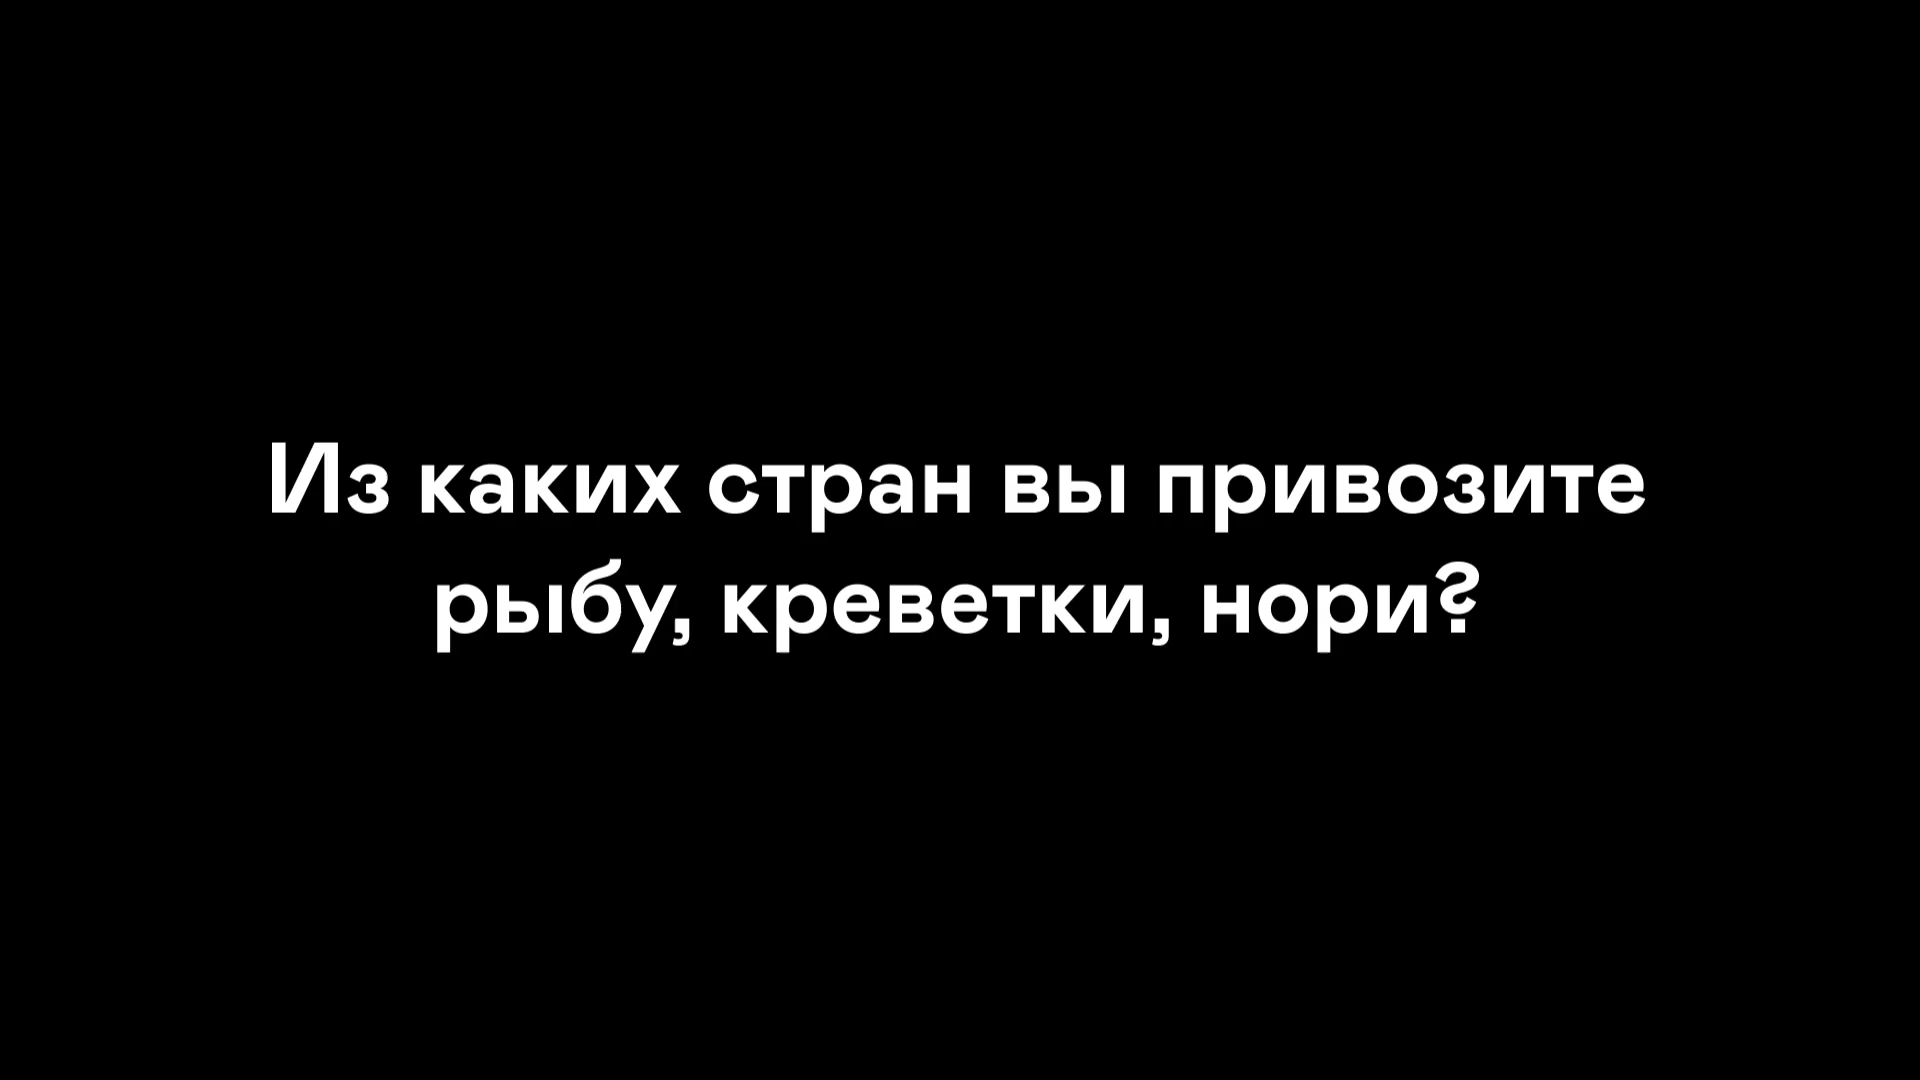 Из каких стран вы привозите
рыбу, креветки, нори?